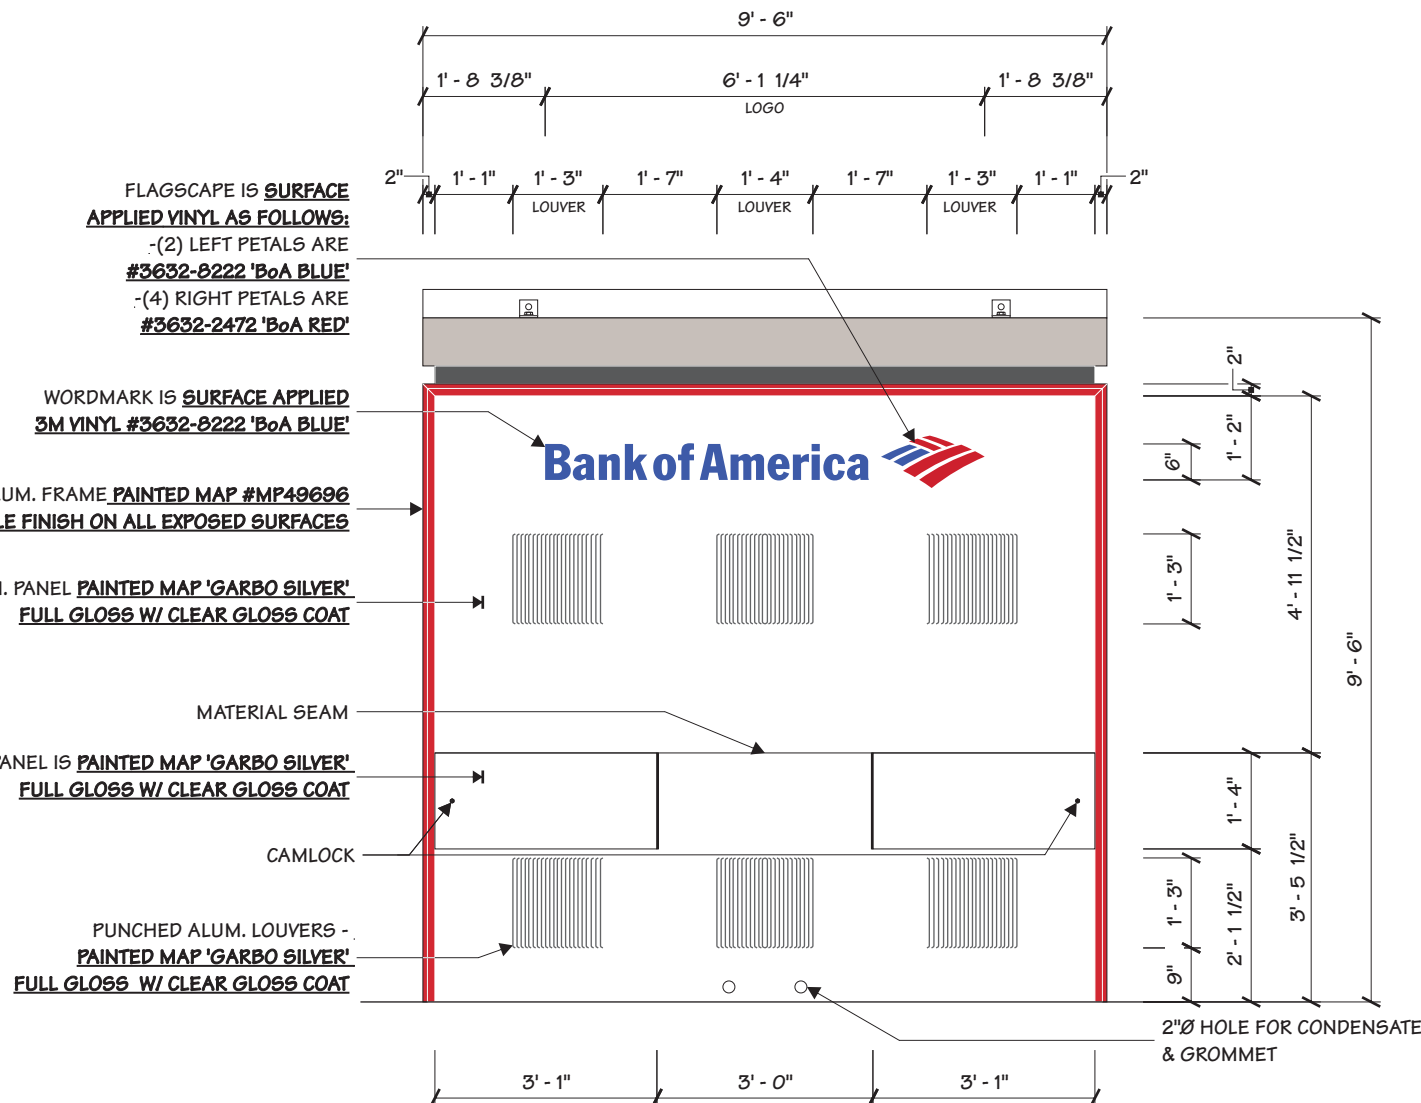 9' - 6"
1' - 8 3/8"
6' - 1 1/4"
1' - 8 3/8"
LOGO
2"
1' - 1"
1' - 3"
1' - 7"
1' - 4"
1' - 7"
1' - 3"
1' - 1"
2"
LOUVER
LOUVER
LOUVER
FLAGSCAPE IS SURFACE
APPLIED VINYL AS FOLLOWS:
-(2) LEFT PETALS ARE
#3632-8222 'BoA BLUE'
-(4) RIGHT PETALS ARE
#3632-2472 'BoA RED'
WORDMARK IS SURFACE APPLIED
3M VINYL #3632-8222 'BoA BLUE'
Bank of America
UM. FRAME PAINTED MAP #MP49696
LE FINISH ON ALL EXPOSED SURFACES
. PANEL PAINTED MAP 'GARBO SILVER'
FULL GLOSS W/ CLEAR GLOSS COAT
MATERIAL SEAM
PANEL IS PAINTED MAP 'GARBO SILVER'
FULL GLOSS W/ CLEAR GLOSS COAT
CAMLOCK
PUNCHED ALUM. LOUVERS -
PAINTED MAP 'GARBO SILVER'
FULL GLOSS W/ CLEAR GLOSS COAT
2"
1' - 2"
6"
1' - 3"
4' - 11 1/2"
9' - 6"
1' - 4"
3' - 5 1/2"
1' - 3"
2' - 1 1/2"
9"
2"Ø HOLE FOR CONDENSATE
& GROMMET
3' - 1"
3' - 0"
3' - 1"